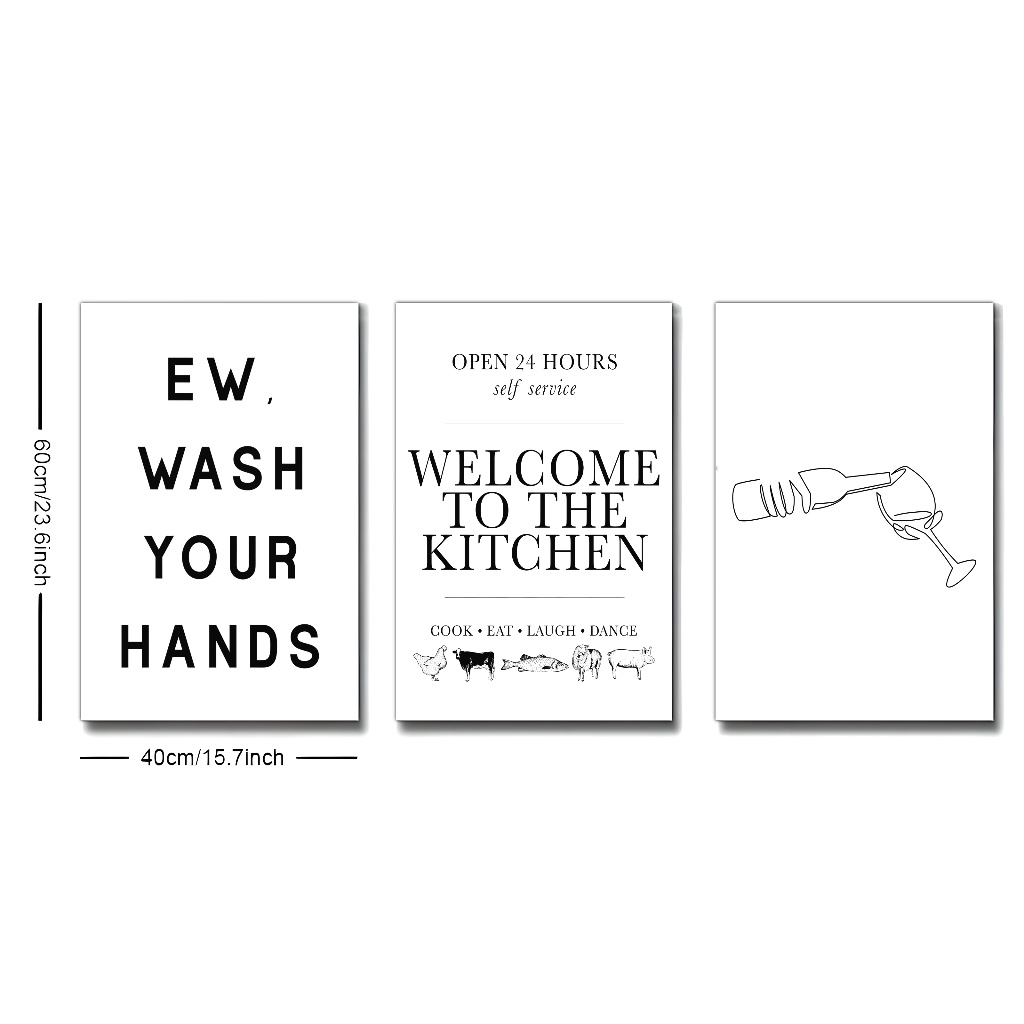 EW,
WASH
YOUR
HANDS
OPEN 24 HOURS
self service
WELCOME
TO THE
KITCHEN
COOK • EAT • LAUGH • DANCE
60cm/23.6inch
40cm/15.7inch